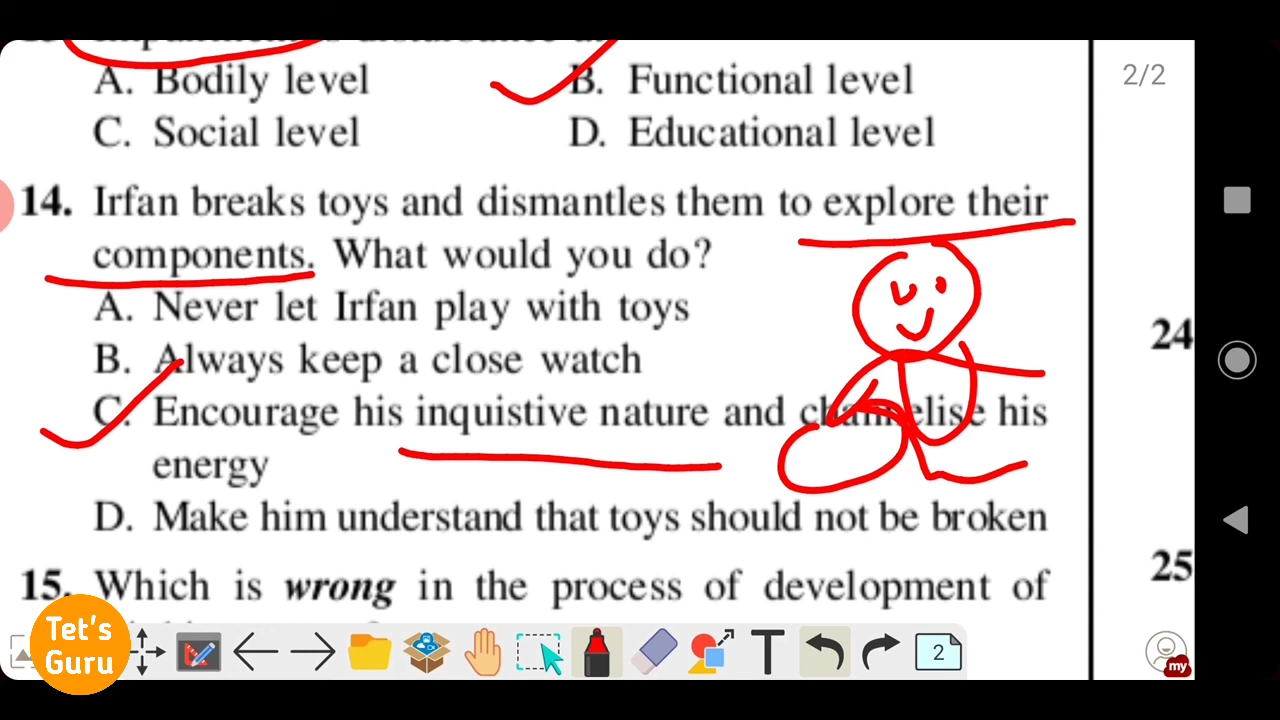 A. Bodily level B. Functional level
C. Social level D. Educational level
2/2
14. Irfan breaks toys and dismantles them to explore their
components. What would you do?
A. Never let Irfan play with toys
B. Always keep a close watch
C. Encourage his inquistive nature and channelise his
energy
D. Make him understand that toys should not be broken
24
15. Which is wrong in the process of development of
25
Tet's
Guru
T
2
my